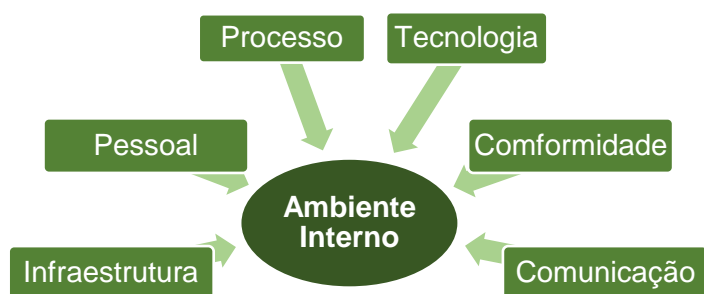 Processo
Tecnologia
Pessoal
Comformidade
Ambiente
Interno
Infraestrutura
Comunicação